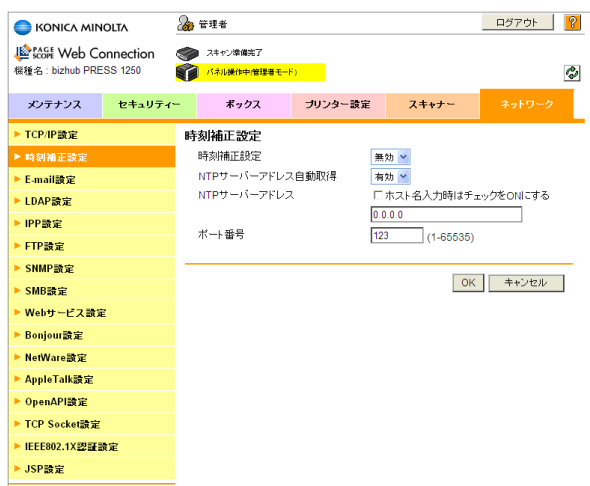 KONICA MINOLTA
管理者
ログアウト
?
PAGE SCOPE Web Connection
スキャン準備完了
機種名 : bizhub PRESS 1250
パネル操作中(管理者モード)
メンテナンス
セキュリティー
ボックス
プリンター設定
スキャナー
ネットワーク
TCP/IP設定
時刻補正設定
E-mail設定
LDAP設定
IPP設定
FTP設定
SNMP設定
SMB設定
Webサービス設定
Bonjour設定
NetWare設定
AppleTalk設定
OpenAPI設定
TCP Socket設定
IEEE802.1X認証設定
JSP設定
時刻補正設定
時刻補正設定 無効
NTPサーバーアドレス自動取得 有効
NTPサーバーアドレス ホスト名入力時はチェックをONにする
0.0.0.0
ポート番号 123 (1-65535)
OK キャンセル